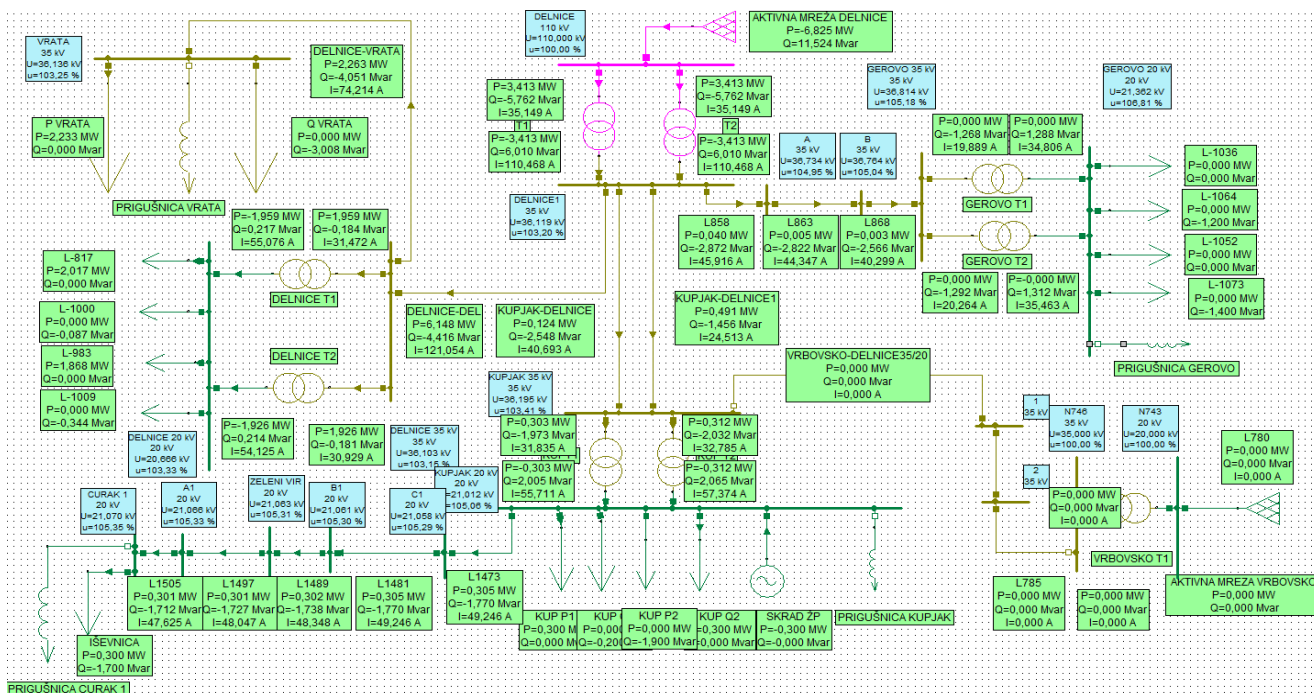 VRATA
35 kV
U=36,136 kV
u=103,25 %
DELNICE-VRATA
P=2,263 MW
Q=-4,051 Mvar
I=74,214 A
DELNICE
110 kV
U=110,000 kV
u=100,00 %
AKTIVNA MREŽA DELNICE
P=-6,825 MW
Q=11,524 Mvar
P=3,413 MW
Q=-5,762 Mvar
I=35,149 A
T1
P=-3,413 MW
Q=6,010 Mvar
I=110,468 A
P=3,413 MW
Q=-5,762 Mvar
I=35,149 A
T2
P=-3,413 MW
Q=6,010 Mvar
I=110,468 A
GEROVO 35 kV
35 kV
U=36,814 kV
u=105,18 %
GEROVO 20 kV
20 kV
U=21,362 kV
u=106,81 %
P VRATA
P=2,233 MW
Q=0,000 Mvar
Q VRATA
P=0,000 MW
Q=-3,008 Mvar
PRIGUŠNICA VRATA
A
35 kV
U=36,734 kV
u=104,95 %
B
35 kV
U=36,764 kV
u=105,04 %
P=0,000 MW
Q=-1,268 Mvar
I=19,889 A
P=0,000 MW
Q=1,288 Mvar
I=34,806 A
GEROVO T1
GEROVO T2
P=0,000 MW
Q=-1,292 Mvar
I=20,264 A
P=-0,000 MW
Q=1,312 Mvar
I=35,463 A
L-1036
P=0,000 MW
Q=0,000 Mvar
L-1064
P=0,000 MW
Q=-1,200 Mvar
L-1052
P=0,000 MW
Q=0,000 Mvar
L-1073
P=0,000 MW
Q=-1,400 Mvar
PRIGUŠNICA GEROVO
DELNICE1
35 kV
U=36,119 kV
u=103,20 %
L858
P=0,040 MW
Q=-2,872 Mvar
I=45,916 A
L863
P=0,005 MW
Q=-2,822 Mvar
I=44,347 A
L868
P=0,003 MW
Q=-2,566 Mvar
I=40,299 A
P=-1,959 MW
Q=0,217 Mvar
I=55,076 A
P=1,959 MW
Q=-0,184 Mvar
I=31,472 A
DELNICE T1
L-817
P=2,017 MW
Q=0,000 Mvar
L-1000
P=0,000 MW
Q=-0,087 Mvar
L-983
P=1,868 MW
Q=0,000 Mvar
L-1009
P=0,000 MW
Q=-0,344 Mvar
DELNICE T2
P=-1,926 MW
Q=0,214 Mvar
I=54,125 A
P=1,926 MW
Q=-0,181 Mvar
I=30,929 A
DELNICE-DEL
P=6,148 MW
Q=-4,416 Mvar
I=121,054 A
KUPJAK-DELNICE
P=0,124 MW
Q=-2,548 Mvar
I=40,693 A
KUPJAK-DELNICE1
P=0,491 MW
Q=-1,456 Mvar
I=24,513 A
VRBOVSKO-DELNICE35/20
P=0,000 MW
Q=0,000 Mvar
I=0,000 A
KUPJAK 35 kV
35 kV
U=36,195 kV
u=103,41 %
P=0,303 MW
Q=-1,973 Mvar
I=31,835 A
P=-0,303 MW
Q=2,005 Mvar
I=55,711 A
P=0,312 MW
Q=-2,032 Mvar
I=32,785 A
P=-0,312 MW
Q=2,065 Mvar
I=57,374 A
DELNICE 20 kV
20 kV
U=20,666 kV
u=103,33 %
DELNICE 35 kV
35 kV
U=36,103 kV
u=103,15 %
KUPJAK 20 kV
20 kV
U=21,012 kV
u=105,06 %
CURAK 1
20 kV
U=21,070 kV
u=105,35 %
A1
20 kV
U=21,066 kV
u=105,33 %
ZELENI VIR
20 kV
U=21,063 kV
u=105,31 %
B1
20 kV
U=21,061 kV
u=105,30 %
C1
20 kV
U=21,058 kV
u=105,29 %
L1505
P=0,301 MW
Q=-1,712 Mvar
I=47,625 A
L1497
P=0,301 MW
Q=-1,727 Mvar
I=48,047 A
L1489
P=0,302 MW
Q=-1,738 Mvar
I=48,348 A
L1481
P=0,305 MW
Q=-1,770 Mvar
I=49,246 A
L1473
P=0,305 MW
Q=-1,770 Mvar
I=49,246 A
IŠEVNICA
P=0,300 MW
Q=-1,700 Mvar
PRIGUŠNICA CURAK 1
KUP P1
P=0,300 M
Q=0,000 Mv
KUP
P=0,00
Q=-0,20
KUP P2
P=0,000 MW
Q=-1,900 Mvar
KUP Q2
P=0,300 MW
Q=0,000 Mvar
SKRAD ŽP
P=-0,300 MW
Q=-0,000 Mvar
PRIGUŠNICA KUPJAK
1
35 kV
2
35 kV
N746
35 kV
U=35,000 kV
u=100,00 %
N743
20 kV
U=20,000 kV
u=100,00 %
L780
P=0,000 MW
Q=0,000 Mvar
I=0,000 A
P=0,000 MW
Q=0,000 Mvar
I=0,000 A
VRBOVSKO T1
L785
P=0,000 MW
Q=0,000 Mvar
I=0,000 A
P=0,000 MW
Q=0,000 Mvar
I=0,000 A
AKTIVNA MREZA VRBOVSKO
P=0,000 MW
Q=0,000 Mvar